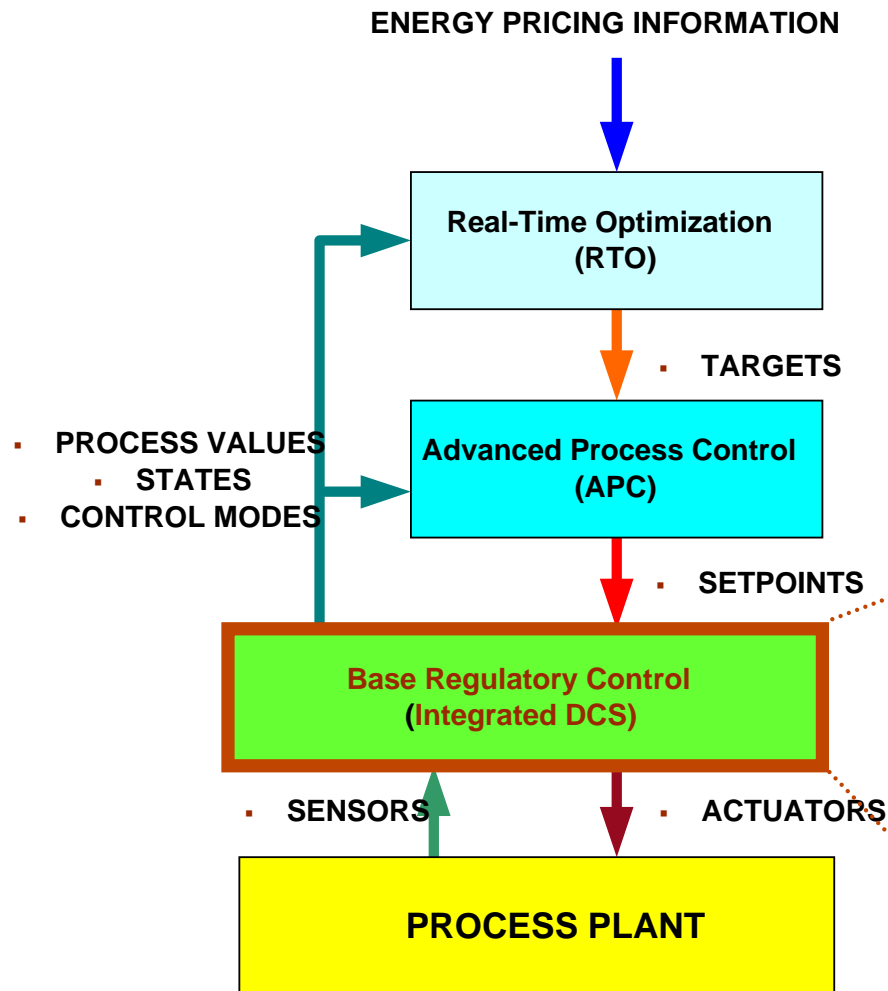 ENERGY PRICING INFORMATION
Real-Time Optimization
(RTO)
▪ TARGETS
▪ PROCESS VALUES
▪ STATES
▪ CONTROL MODES
Advanced Process Control
(APC)
▪ SETPOINTS
Base Regulatory Control
(Integrated DCS)
▪ SENSORS
▪ ACTUATORS
PROCESS PLANT